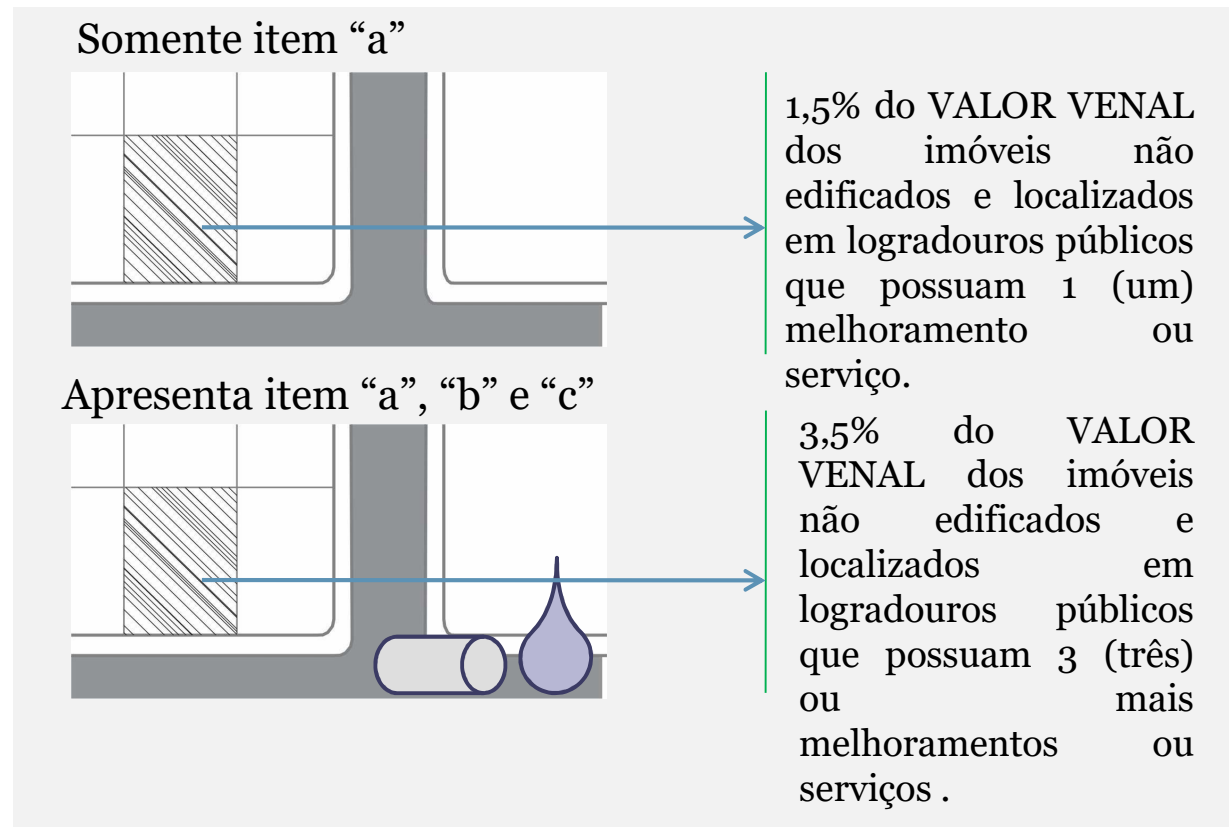 Somente item “a”
1,5% do VALOR VENAL
dos imóveis não
edificados e localizados
em logradouros públicos
que possuam 1 (um)
melhoramento ou
serviço.
Apresenta item “a”, “b” e “c”
3,5% do VALOR
VENAL dos imóveis
não edificados e
localizados em
logradouros públicos
que possuam 3 (três)
ou mais
melhoramentos ou
serviços .